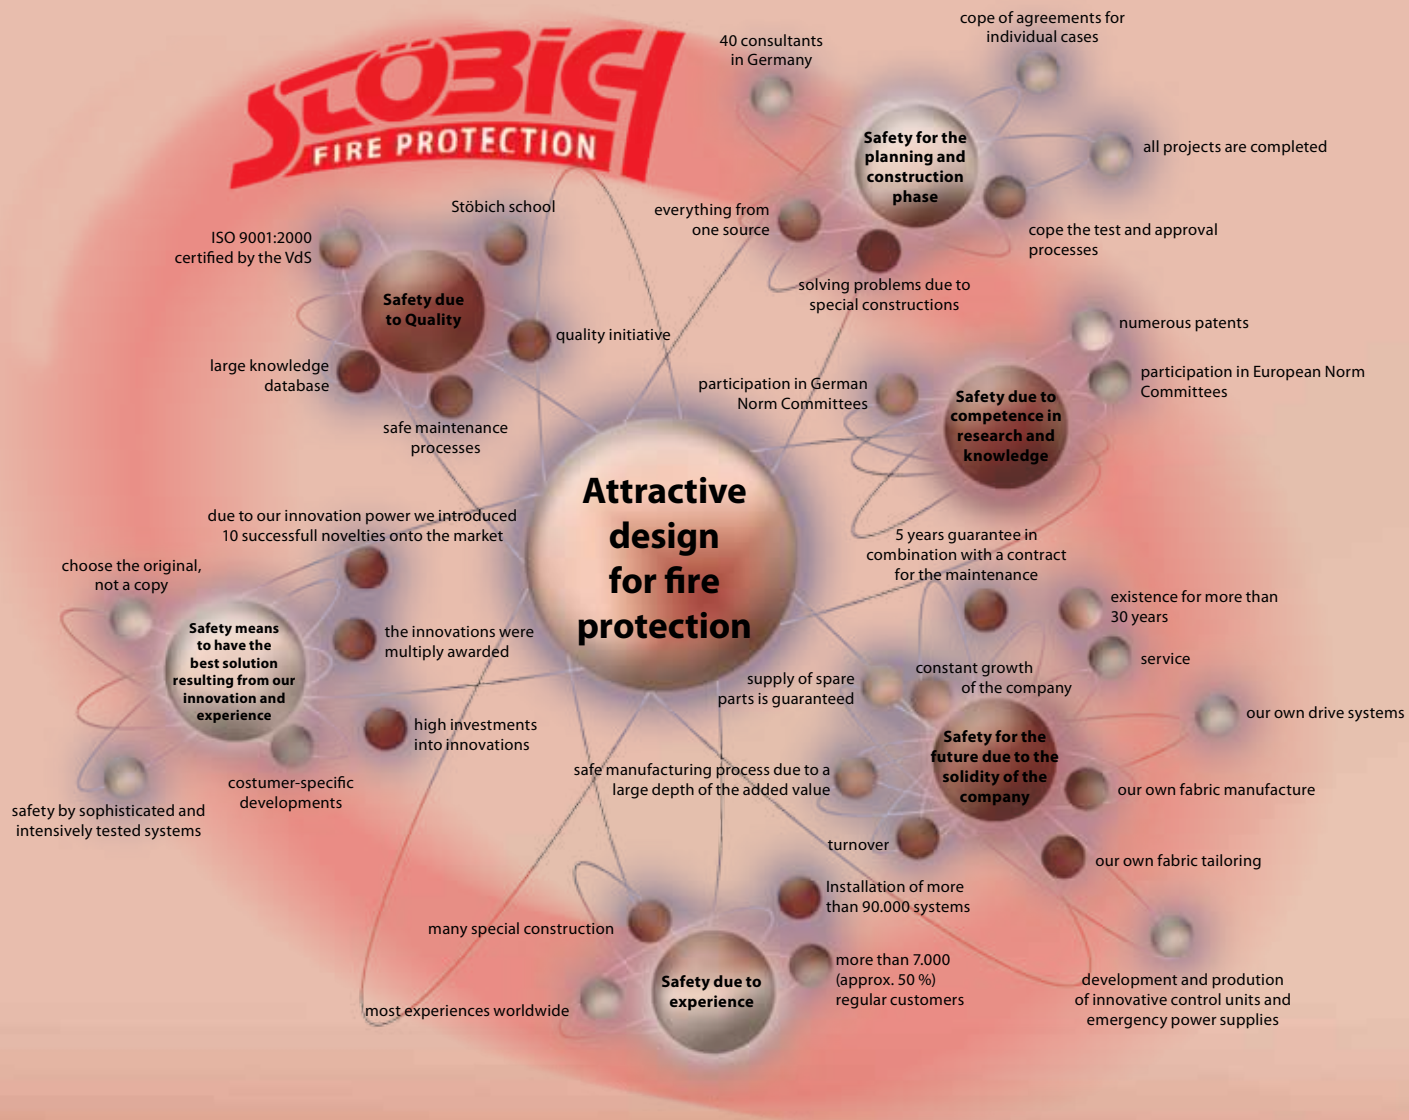 STÖBICH
FIRE PROTECTION
40 consultants
in Germany
cope of agreements for
individual cases
Safety for the
planning and
construction
phase
all projects are completed
everything from
one source
cope the test and approval
processes
solving problems due to
special constructions
Stöbich school
ISO 9001:2000
certified by the VdS
Safety due
to Quality
quality initiative
large knowledge
database
safe maintenance
processes
numerous patents
participation in German
Norm Committees
participation in European Norm
Committees
Safety due to
competence in
research and
knowledge
Attractive
design
for fire
protection
due to our innovation power we introduced
10 successfull novelties onto the market
choose the original,
not a copy
Safety means
to have the
best solution
resulting from our
innovation and
experience
the innovations were
multiply awarded
high investments
into innovations
costumer-specific
developments
safety by sophisticated and
intensively tested systems
5 years guarantee in
combination with a contract
for the maintenance
existence for more than
30 years
service
supply of spare
parts is guaranteed
constant growth
of the company
our own drive systems
Safety for the
future due to the
solidity of the
company
safe manufacturing process due to a
large depth of the added value
our own fabric manufacture
turnover
our own fabric tailoring
development and prodution
of innovative control units and
emergency power supplies
Installation of more
than 90.000 systems
many special construction
more than 7.000
(approx. 50 %)
regular customers
Safety due to
experience
most experiences worldwide